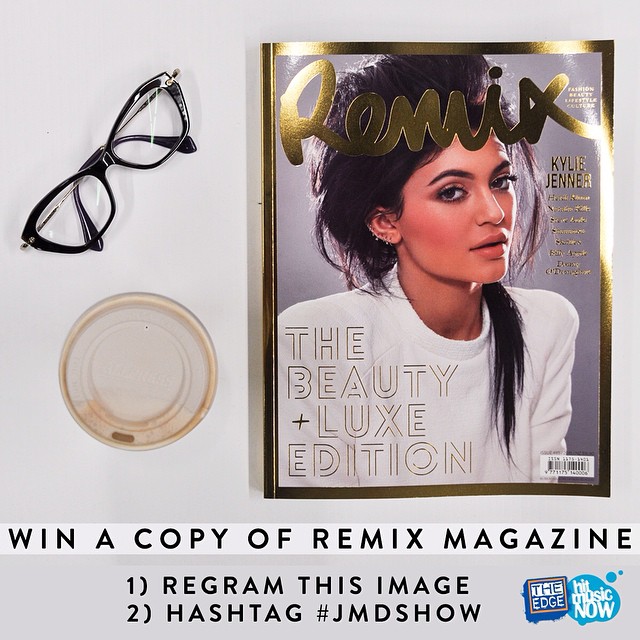 Remix
FASHION
BEAUTY
LIFESTYLE
CULTURE
KYLIE
JENNER
THE
BEAUTY
+LUXE
EDITION
WIN A COPY OF REMIX MAGAZINE
1) REGRAM THIS IMAGE
2) HASHTAG #JMDSHOW
THE
EDGE
hit
music
NOW